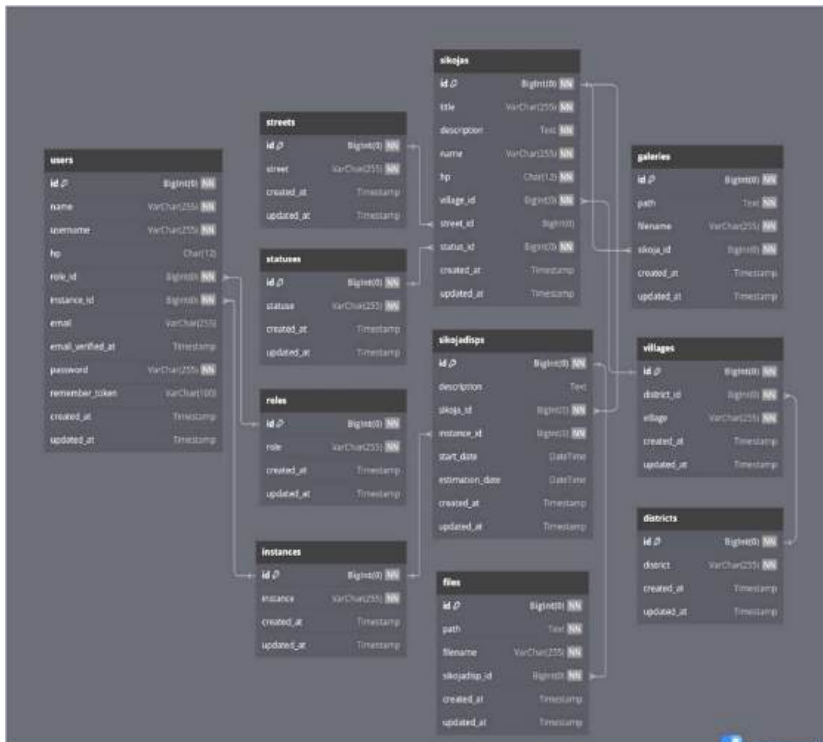 users
id BigInt(0) NN
name VarChar(255) NN
username VarChar(255) NN
hp Char(12)
role_id BigInt(0) NN
instance_id BigInt(0) NN
email VarChar(255)
email_verified_at Timestamp
password VarChar(255) NN
remember_token VarChar(100)
created_at Timestamp
updated_at Timestamp
streets
id BigInt(0) NN
street VarChar(255) NN
created_at Timestamp
updated_at Timestamp
statuses
id BigInt(0) NN
statuse VarChar(255) NN
created_at Timestamp
updated_at Timestamp
roles
id BigInt(0) NN
role VarChar(255) NN
created_at Timestamp
updated_at Timestamp
instances
id BigInt(0) NN
instance VarChar(255) NN
created_at Timestamp
updated_at Timestamp
sikojas
id BigInt(0) NN
title VarChar(255) NN
description Text NN
name VarChar(255) NN
hp Char(12) NN
village_id BigInt(0) NN
street_id BigInt(0)
status_id BigInt(0) NN
created_at Timestamp
updated_at Timestamp
sikojadisps
id BigInt(0) NN
description Text
sikoja_id BigInt(0) NN
instance_id BigInt(0) NN
start_date DateTime
estimation_date DateTime
created_at Timestamp
updated_at Timestamp
files
id BigInt(0) NN
path Text NN
filename VarChar(255) NN
sikojadisp_id BigInt(0) NN
created_at Timestamp
updated_at Timestamp
galeries
id BigInt(0) NN
path Text NN
filename VarChar(255) NN
sikoja_id BigInt(0) NN
created_at Timestamp
updated_at Timestamp
villages
id BigInt(0) NN
district_id BigInt(0) NN
village VarChar(255) NN
created_at Timestamp
updated_at Timestamp
districts
id BigInt(0) NN
district VarChar(255) NN
created_at Timestamp
updated_at Timestamp